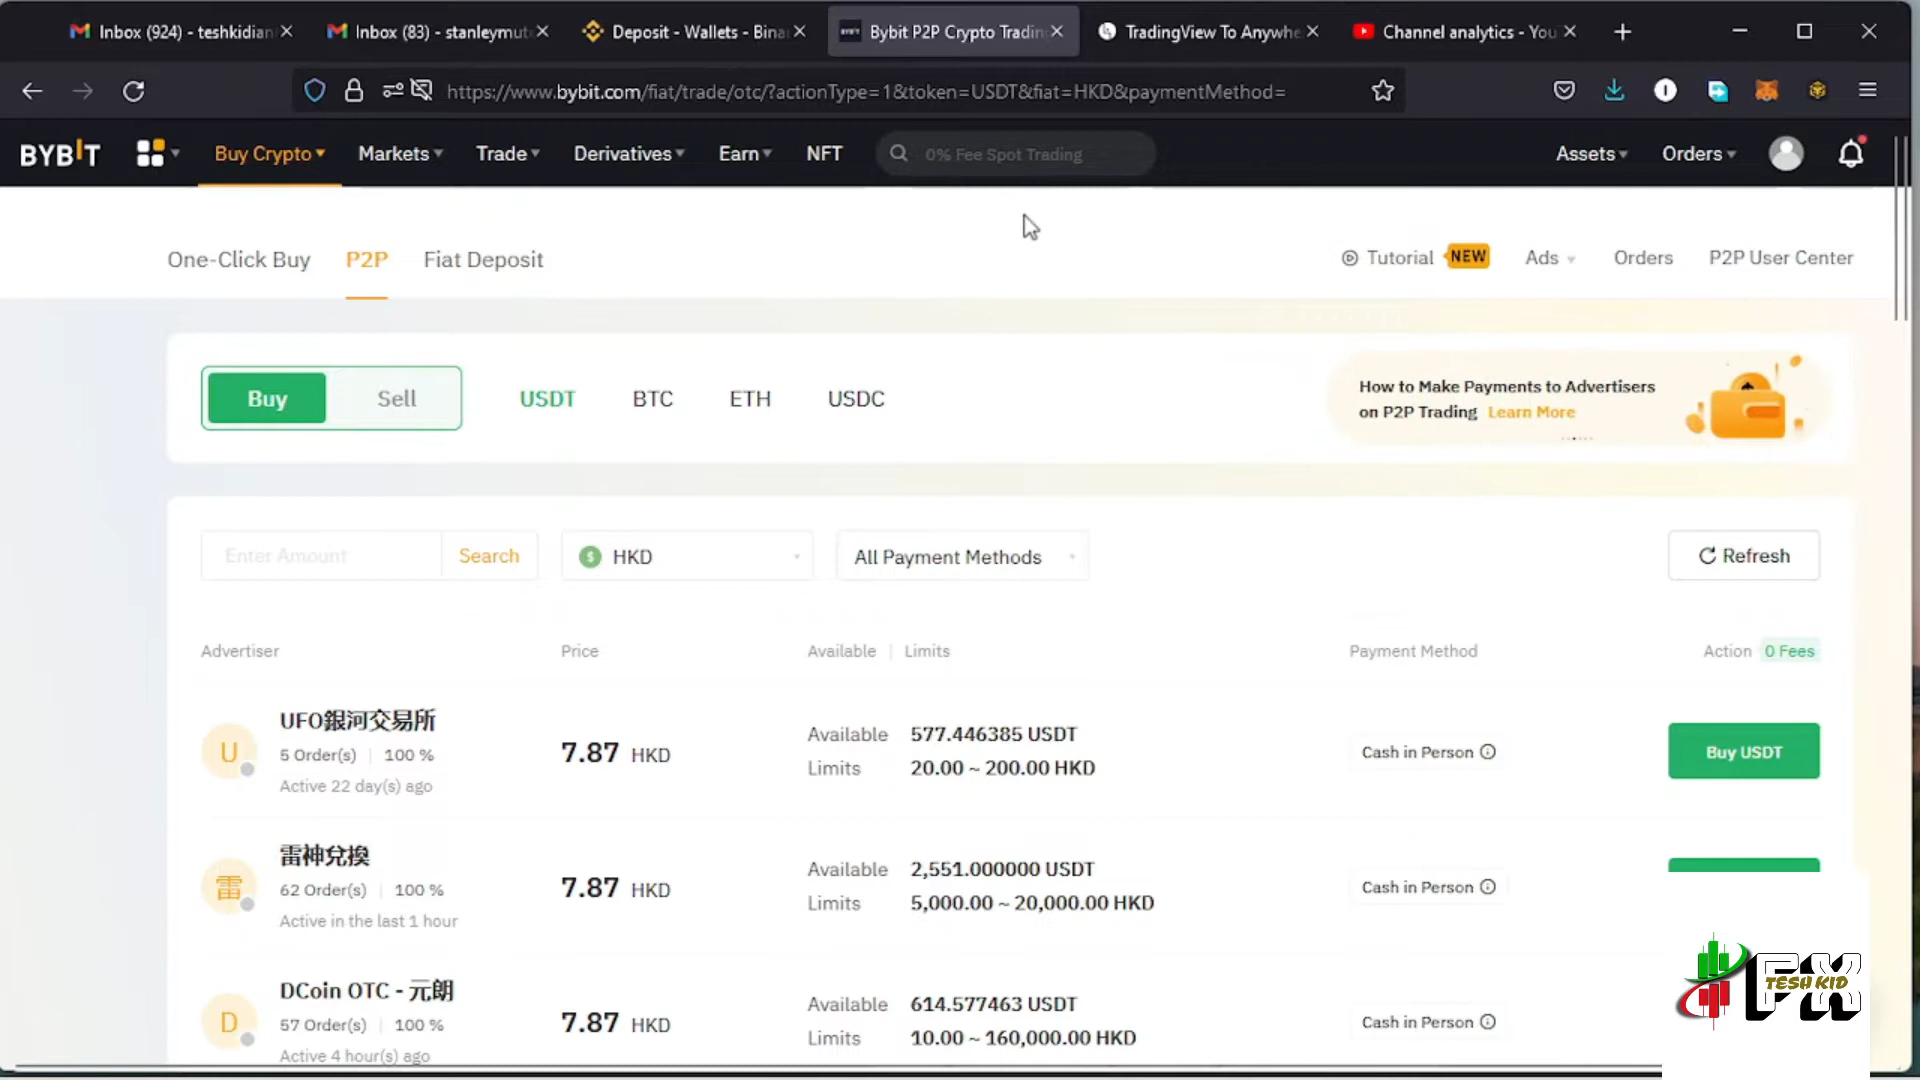 Inbox (924) - teshkidian
Inbox (83) - stanleymut
Deposit - Wallets - Bina
Bybit P2P Crypto Tradin
TradingView To Anywhe
Channel analytics - You
https://www.bybit.com/fiat/trade/otc/?actionType=1&token=USDT&fiat=HKD&paymentMethod=
BYBIT
Buy Crypto
Markets
Trade
Derivatives
Earn
NFT
0% Fee Spot Trading
Assets
Orders
One-Click Buy
P2P
Fiat Deposit
Tutorial NEW
Ads
Orders
P2P User Center
Buy
Sell
USDT
BTC
ETH
USDC
How to Make Payments to Advertisers
on P2P Trading Learn More
Enter Amount
Search
$ HKD
All Payment Methods
Refresh
Advertiser
Price
Available | Limits
Payment Method
Action 0 Fees
U
UFO銀河交易所
5 Order(s) | 100 %
Active 22 day(s) ago
7.87 HKD
Available 577.446385 USDT
Limits 20.00 ~ 200.00 HKD
Cash in Person
Buy USDT
雷
雷神兌換
62 Order(s) | 100 %
Active in the last 1 hour
7.87 HKD
Available 2,551.000000 USDT
Limits 5,000.00 ~ 20,000.00 HKD
Cash in Person
D
DCoin OTC - 元朗
57 Order(s) | 100 %
Active 4 hour(s) ago
7.87 HKD
Available 614.577463 USDT
Limits 10.00 ~ 160,000.00 HKD
Cash in Person
FX
TESH KID